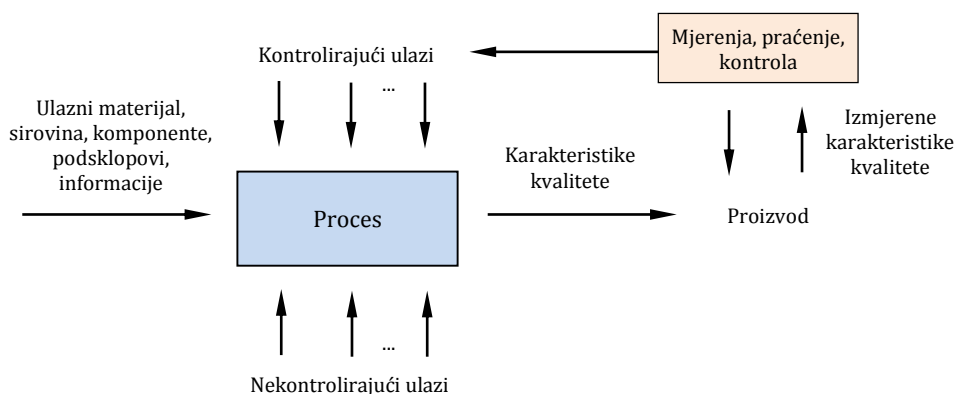 Mjerenja, praćenje,
kontrola
Kontrolirajući ulazi
...
Ulazni materijal,
sirovina, komponente,
podsklopovi,
informacije
Izmjerene
karakteristike
kvalitete
Karakteristike
kvalitete
Proces
Proizvod
...
Nekontrolirajući ulazi